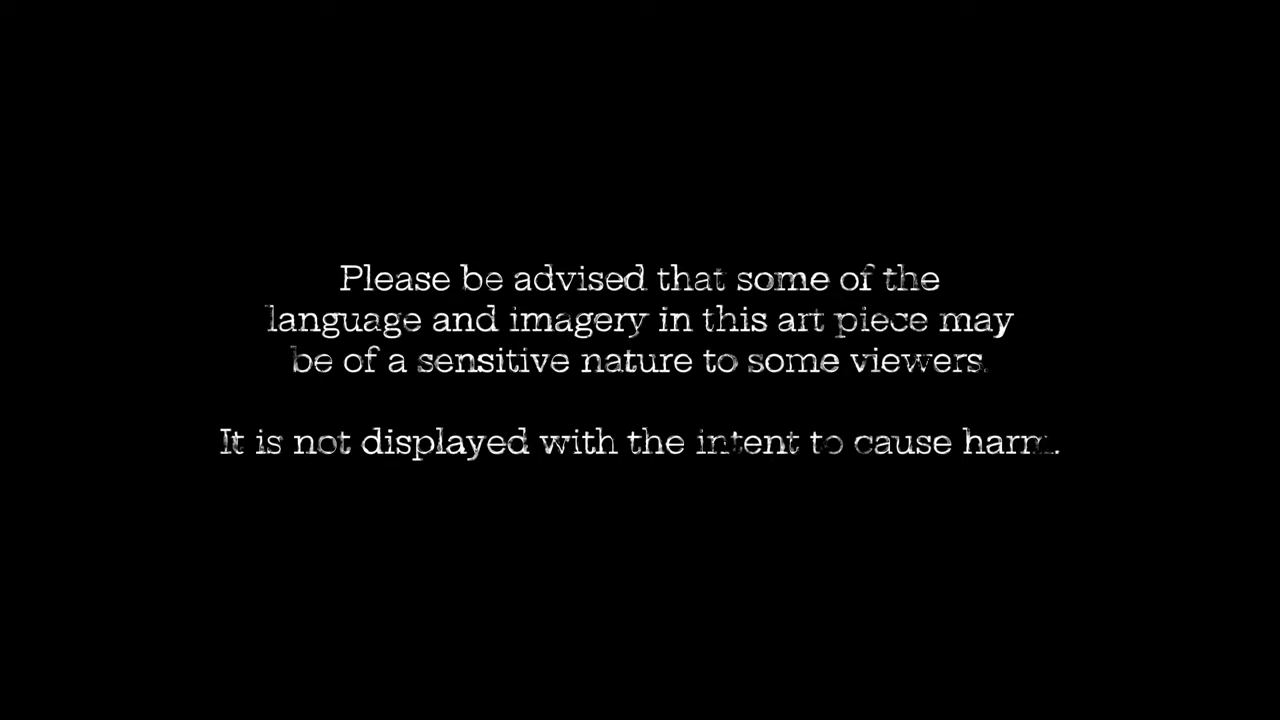 Please be advised that some of the
language and imagery in this art piece may
be of a sensitive nature to some viewers.
It is not displayed with the intent to cause harm.